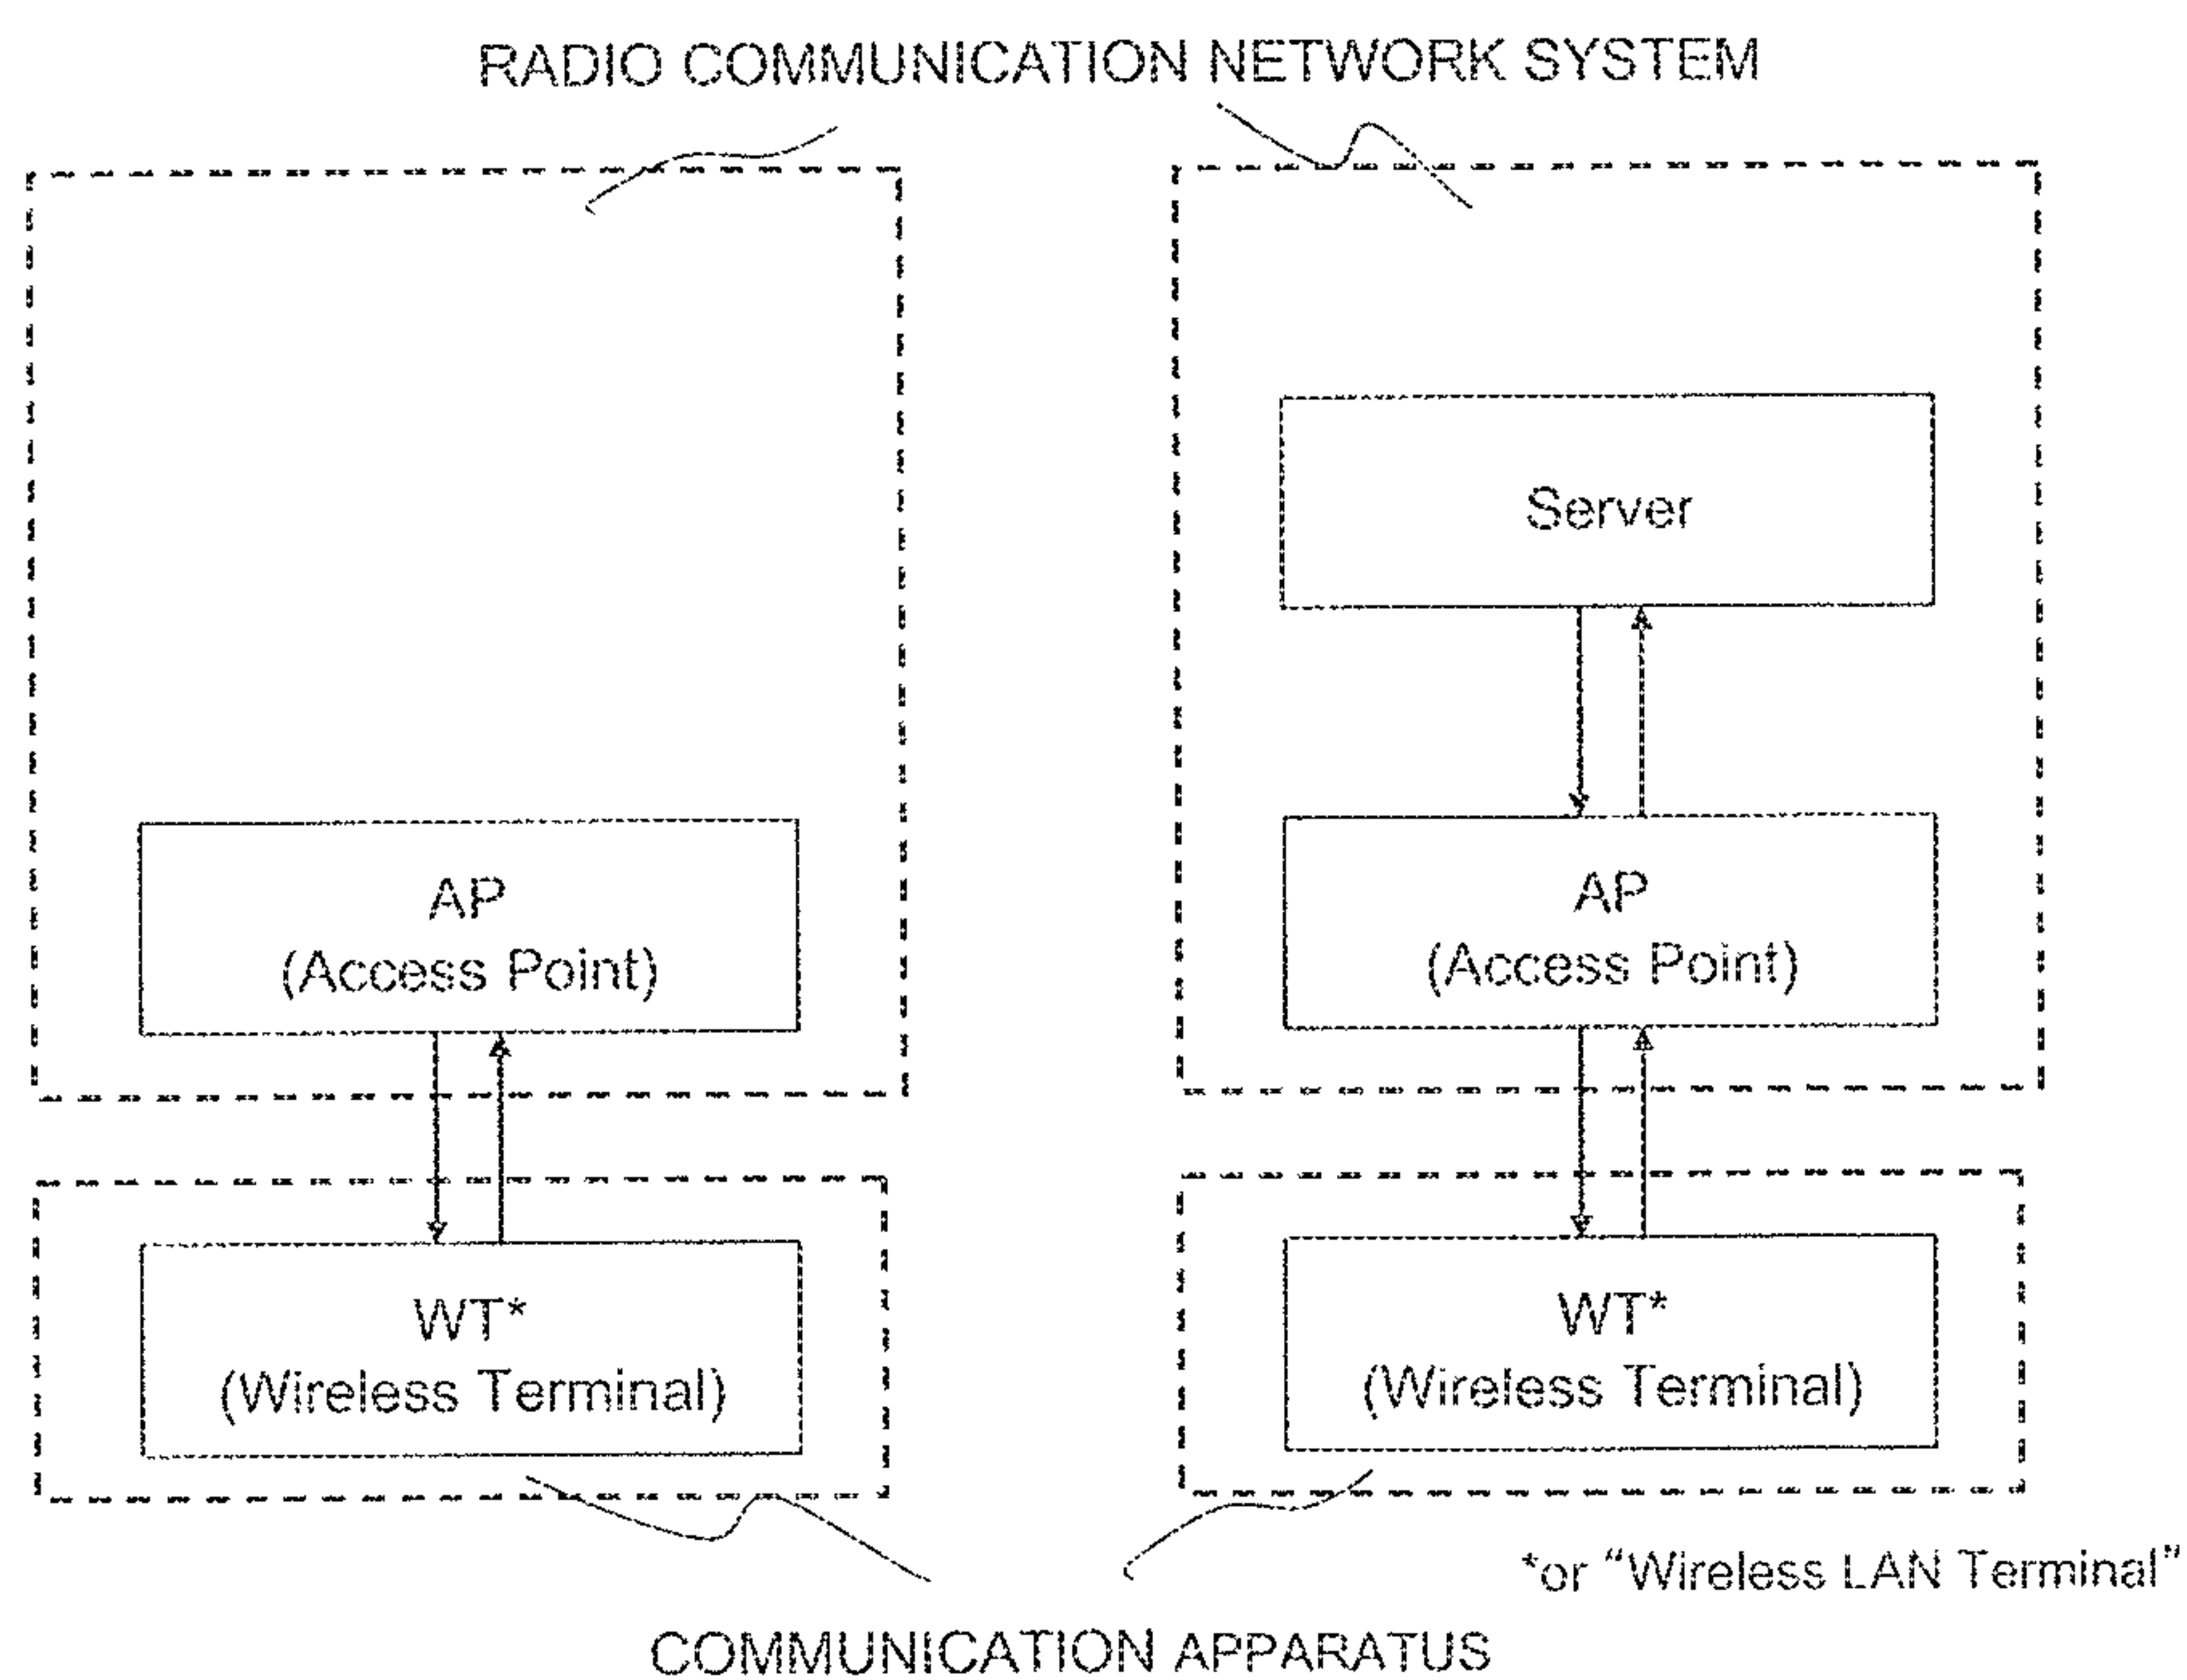 RADIO COMMUNICATION NETWORK SYSTEM
Server
AP
(Access Point)
AP
(Access Point)
WT*
(Wireless Terminal)
WT*
(Wireless Terminal)
*or “Wireless LAN Terminal”
COMMUNICATION APPARATUS